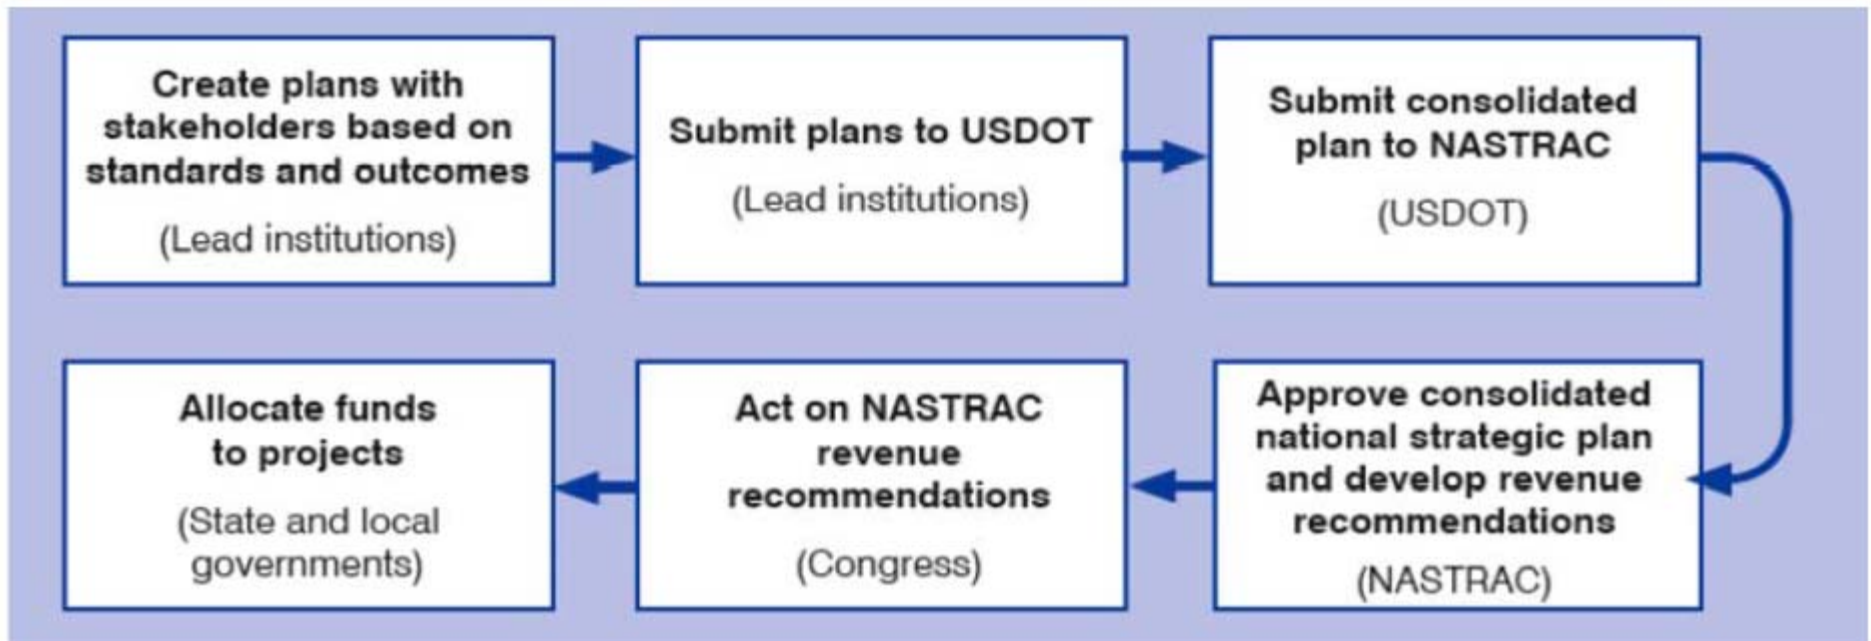 Create plans with
stakeholders based on
standards and outcomes
(Lead institutions)
Submit plans to USDOT
(Lead institutions)
Submit consolidated
plan to NASTRAC
(USDOT)
Approve consolidated
national strategic plan
and develop revenue
recommendations
(NASTRAC)
Act on NASTRAC
revenue
recommendations
(Congress)
Allocate funds
to projects
(State and local
governments)